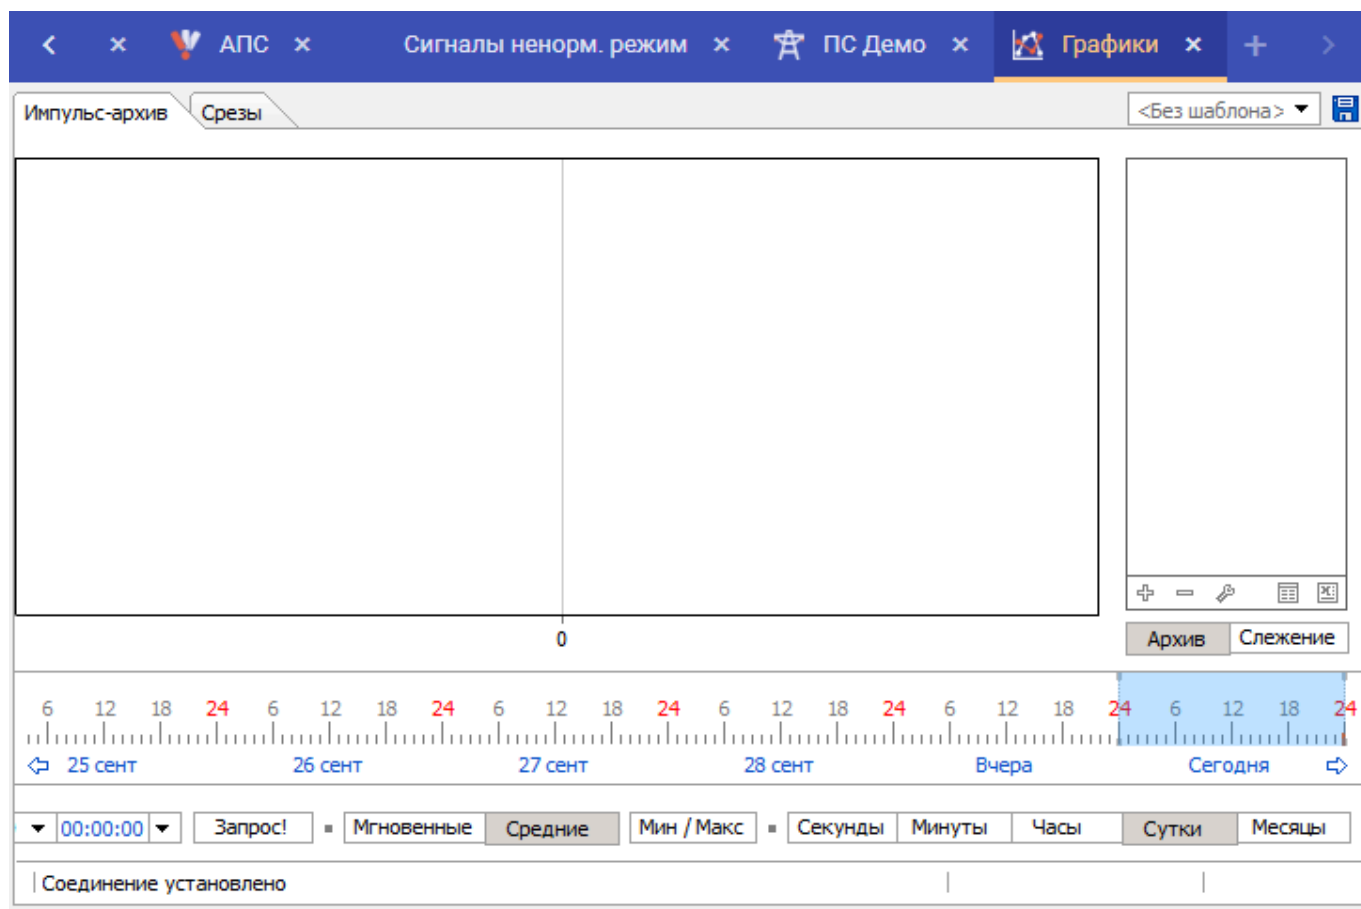 АПС Сигналы ненорм. режим ПС Демо Графики
Импульс-архив Срезы <Без шаблона>
0
Архив Слежение
6 12 18 24 6 12 18 24 6 12 18 24 6 12 18 24 6 12 18 24 6 12 18 24
25 сент 26 сент 27 сент 28 сент Вчера Сегодня
00:00:00 Запрос! Мгновенные Средние Мин / Макс Секунды Минуты Часы Сутки Месяцы
Соединение установлено